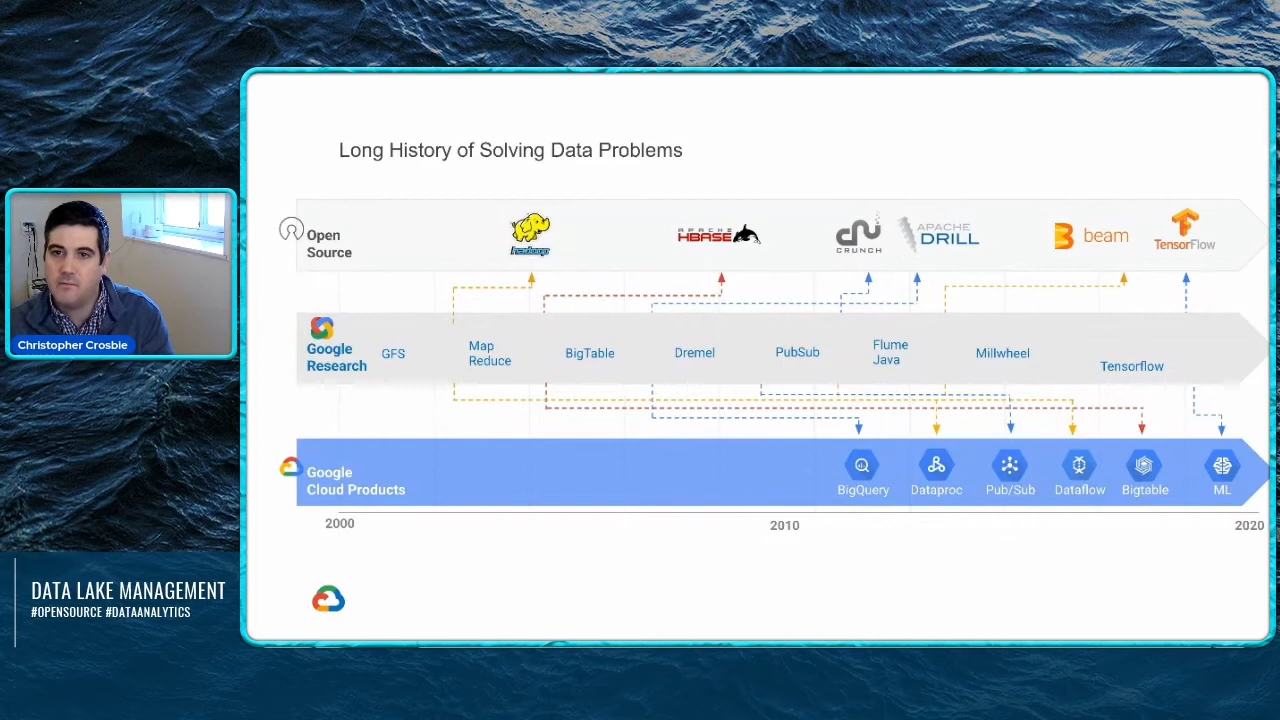 Long History of Solving Data Problems
Open
Source
hadoop
APACHE
HBASE
CRUNCH
APACHE
DRILL
beam
TensorFlow
Google
Research
GFS
Map
Reduce
BigTable
Dremel
PubSub
Flume
Java
Millwheel
Tensorflow
Google
Cloud Products
BigQuery
Dataproc
Pub/Sub
Dataflow
Bigtable
ML
2000
2010
2020
Christopher Crosbie
DATA LAKE MANAGEMENT
#OPENSOURCE #DATAANALYTICS